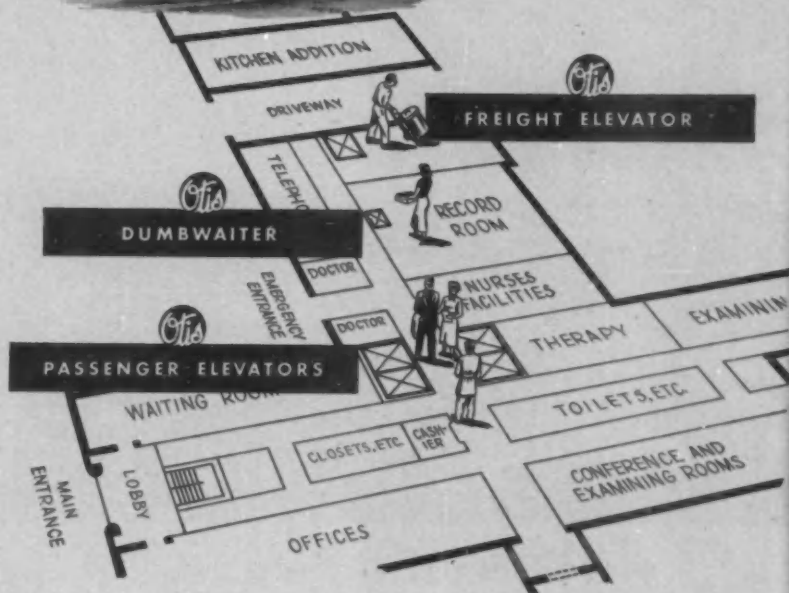 KITCHEN ADDITION
DRIVEWAY
Otis
FREIGHT ELEVATOR
Otis
DUMBWAITER
RECORD
ROOM
DOCTOR
EMERGENCY
ENTRANCE
NURSES
FACILITIES
DOCTOR
Otis
PASSENGER ELEVATORS
THERAPY
WAITING
TOILETS, ETC.
CLOSETS, ETC.
CASH-
IER
CONFERENCE AND
EXAMINING ROOMS
MAIN
ENTRANCE
LOBBY
OFFICES